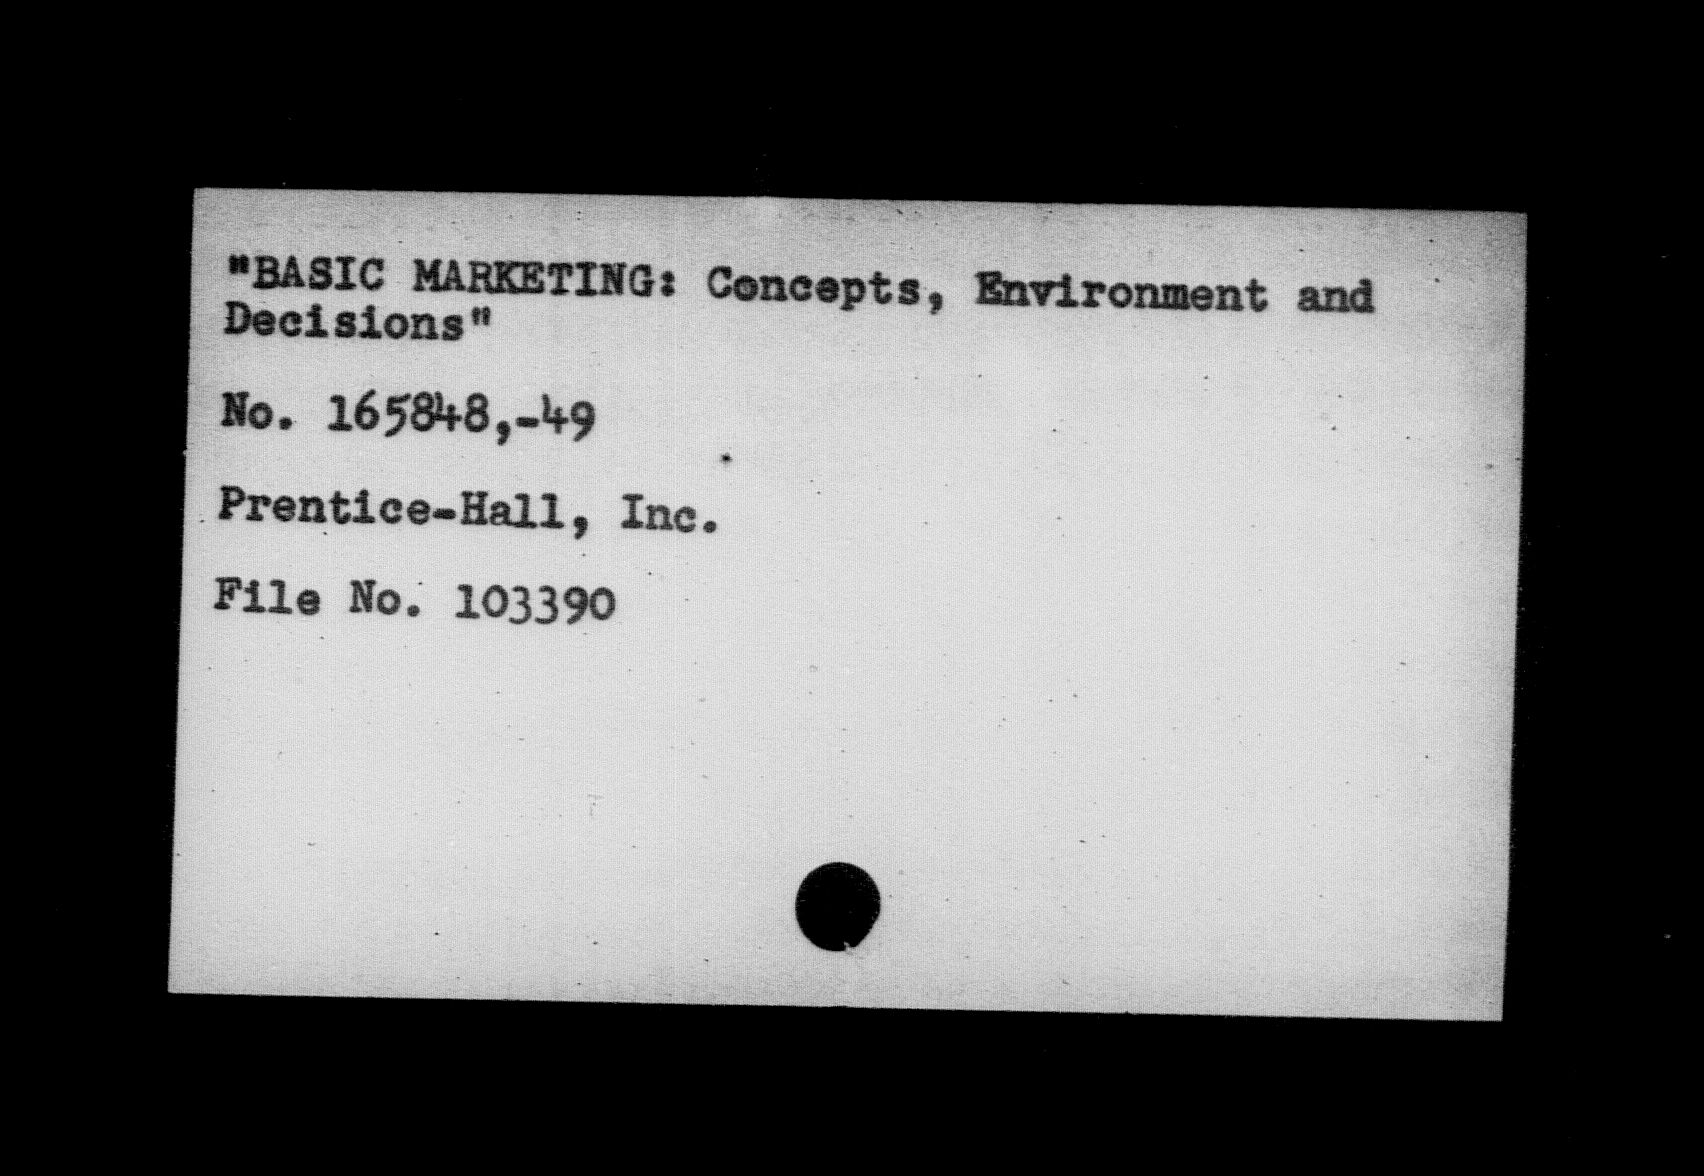 "BASIC MARKETING: Concepts, Environment and
Decisions"
No. 165848,-49
Prentice-Hall, Inc.
File No. 103390